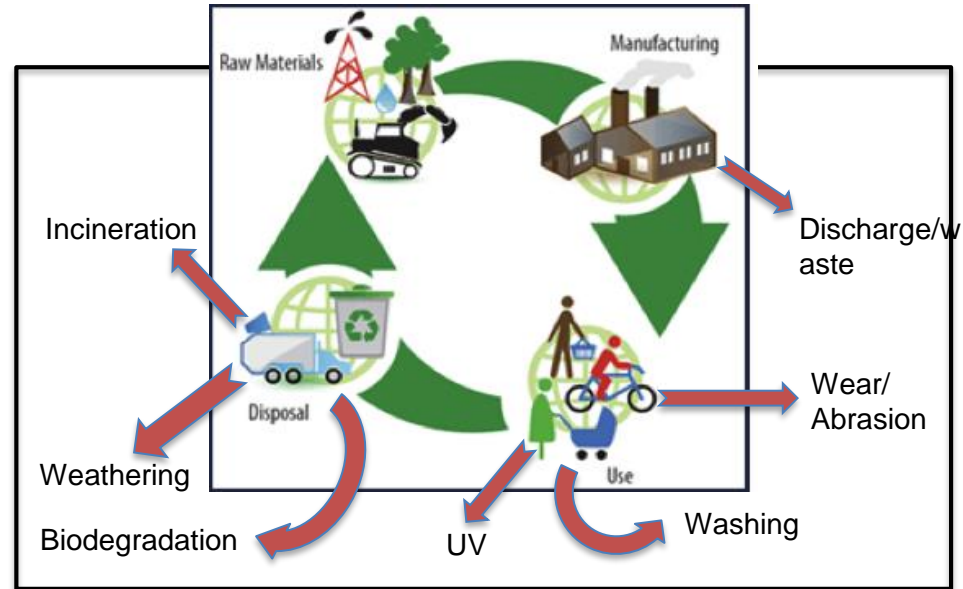 Raw Materials
Manufacturing
Incineration
Discharge/w
aste
Disposal
Wear/
Abrasion
Weathering
Use
Biodegradation
UV
Washing